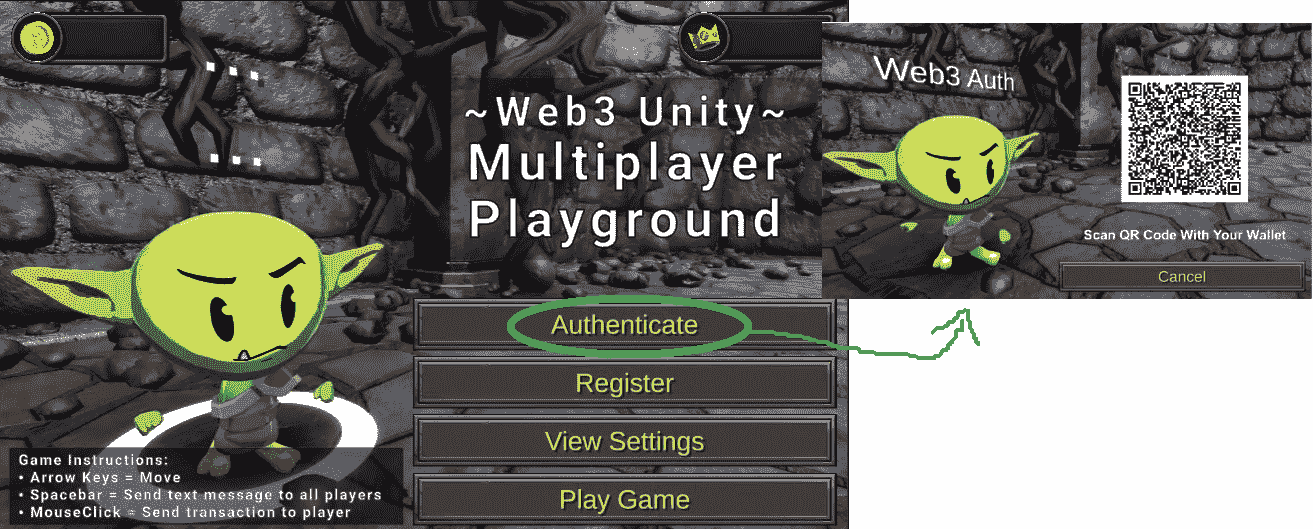 ...
...
~Web3 Unity~
Multiplayer
Playground
Authenticate
Register
View Settings
Play Game
Game Instructions:
• Arrow Keys = Move
• Spacebar = Send text message to all players
• MouseClick = Send transaction to player
Web3 Auth
Scan QR Code With Your Wallet
Cancel